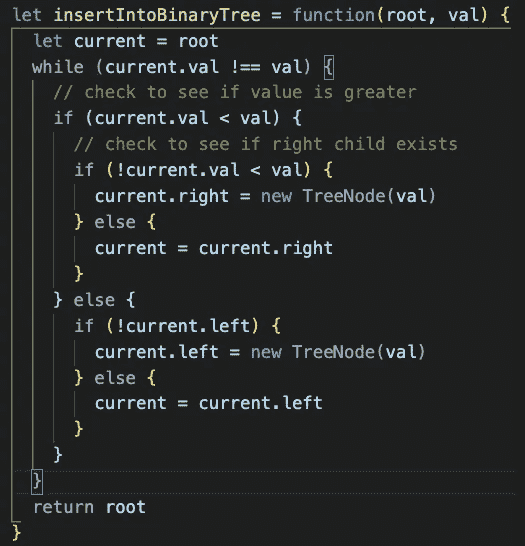 let insertIntoBinaryTree = function(root, val) {
  let current = root
  while (current.val !== val) {
    // check to see if value is greater
    if (current.val < val) {
      // check to see if right child exists
      if (!current.val < val) {
        current.right = new TreeNode(val)
      } else {
        current = current.right
      }
    } else {
      if (!current.left) {
        current.left = new TreeNode(val)
      } else {
        current = current.left
      }
    }
  }
  return root
}